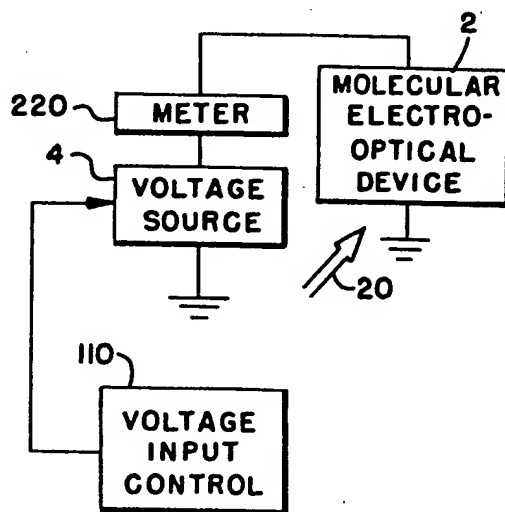 2
MOLECULAR
ELECTRO-
OPTICAL
DEVICE
220
METER
4
VOLTAGE
SOURCE
20
110
VOLTAGE
INPUT
CONTROL